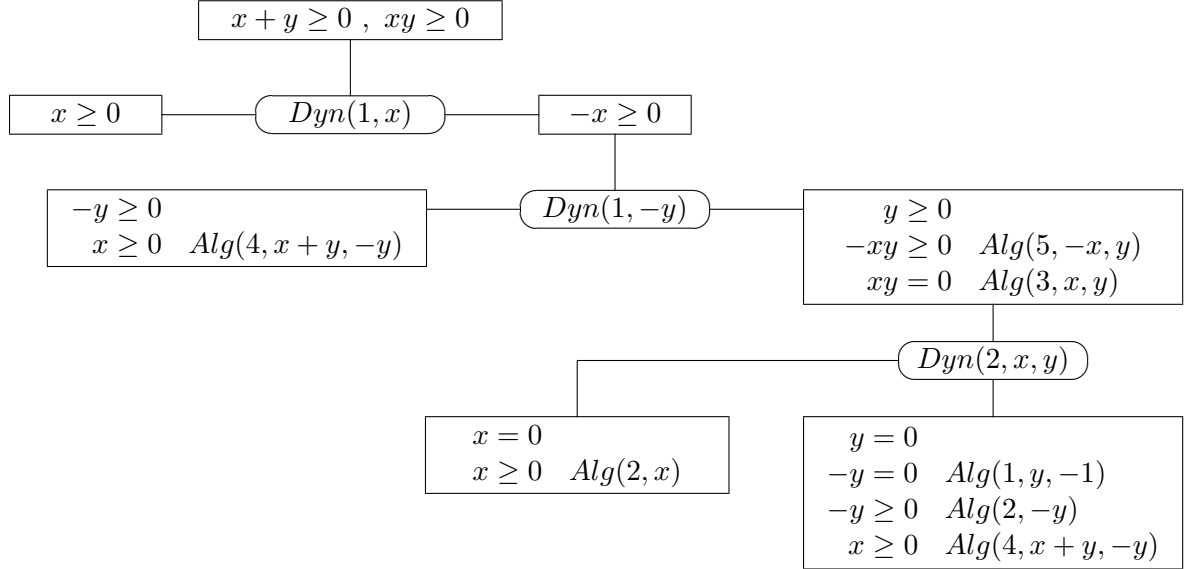 x + y ≥ 0 , xy ≥ 0
x ≥ 0
Dyn(1, x)
−x ≥ 0
Dyn(1, −y)
−y ≥ 0
x ≥ 0 Alg(4, x + y, −y)
y ≥ 0
−xy ≥ 0 Alg(5, −x, y)
xy = 0 Alg(3, x, y)
Dyn(2, x, y)
x = 0
x ≥ 0 Alg(2, x)
y = 0
−y = 0 Alg(1, y, −1)
−y ≥ 0 Alg(2, −y)
x ≥ 0 Alg(4, x + y, −y)